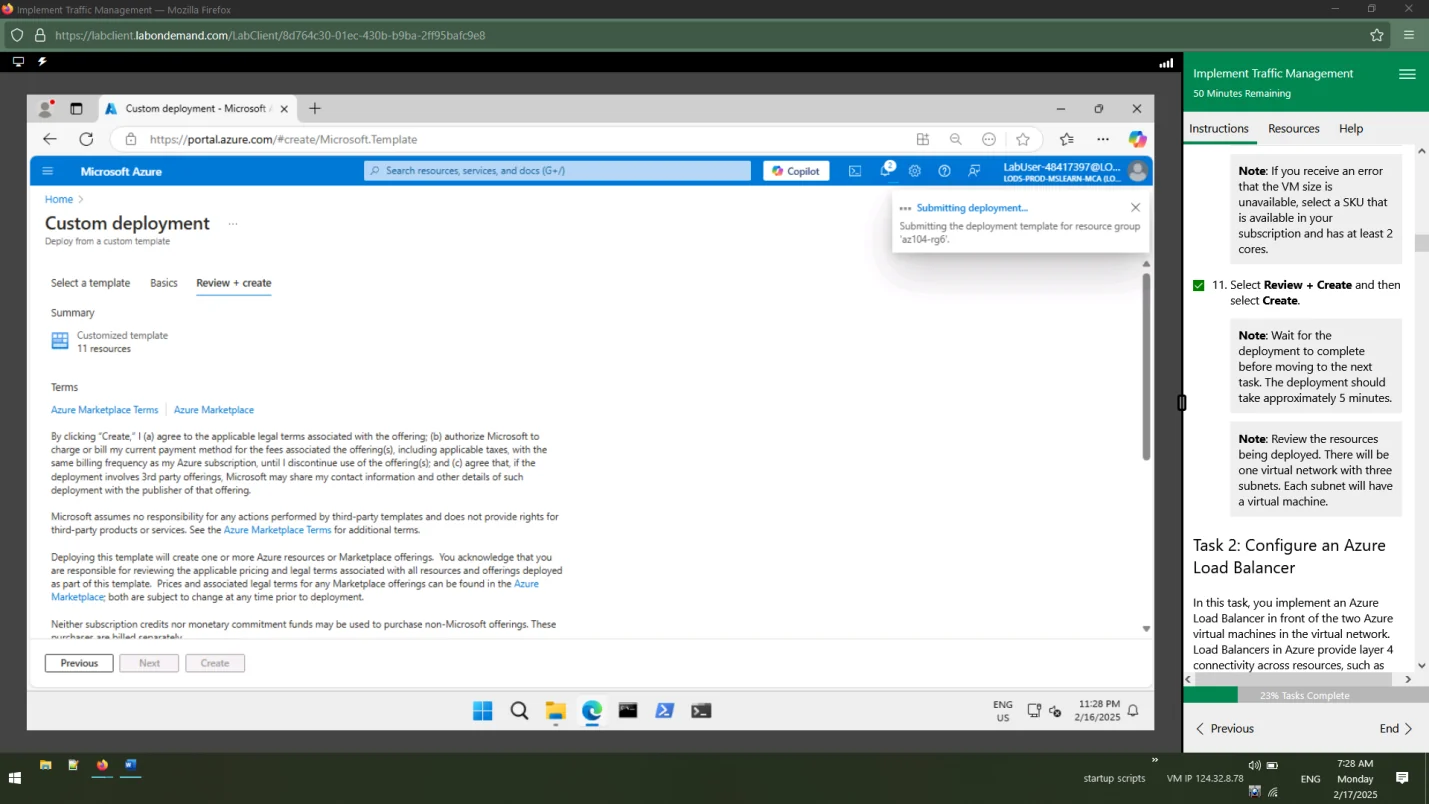 Implement Traffic Management — Mozilla Firefox
https://labclient.labondemand.com/LabClient/8d764c30-01ec-430b-b9ba-2ff95bafc9e8
Custom deployment - Microsoft A
https://portal.azure.com/#create/Microsoft.Template
Microsoft Azure
Search resources, services, and docs (G+/)
Copilot
2
LabUser-48417397@LO...
LODS-PROD-MSLEARN-MCA (LO...
Home >
Custom deployment ...
Deploy from a custom template
Submitting deployment...
Submitting the deployment template for resource group
'az104-rg6'.
Select a template
Basics
Review + create
Summary
Customized template
11 resources
Terms
Azure Marketplace Terms
Azure Marketplace
By clicking "Create," I (a) agree to the applicable legal terms associated with the offering; (b) authorize Microsoft to
charge or bill my current payment method for the fees associated the offering(s), including applicable taxes, with the
same billing frequency as my Azure subscription, until I discontinue use of the offering(s); and (c) agree that, if the
deployment involves 3rd party offerings, Microsoft may share my contact information and other details of such
deployment with the publisher of that offering.
Microsoft assumes no responsibility for any actions performed by third-party templates and does not provide rights for
third-party products or services. See the Azure Marketplace Terms for additional terms.
Deploying this template will create one or more Azure resources or Marketplace offerings. You acknowledge that you
are responsible for reviewing the applicable pricing and legal terms associated with all resources and offerings deployed
as part of this template. Prices and associated legal terms for any Marketplace offerings can be found in the Azure
Marketplace; both are subject to change at any time prior to deployment.
Neither subscription credits nor monetary commitment funds may be used to purchase non-Microsoft offerings. These
purchases are billed separately.
Previous
Next
Create
ENG
US
11:28 PM
2/16/2025
Implement Traffic Management
50 Minutes Remaining
Instructions
Resources
Help
Note: If you receive an error
that the VM size is
unavailable, select a SKU that
is available in your
subscription and has at least 2
cores.
11. Select Review + Create and then
select Create.
Note: Wait for the
deployment to complete
before moving to the next
task. The deployment should
take approximately 5 minutes.
Note: Review the resources
being deployed. There will be
one virtual network with three
subnets. Each subnet will have
a virtual machine.
Task 2: Configure an Azure
Load Balancer
In this task, you implement an Azure
Load Balancer in front of the two Azure
virtual machines in the virtual network.
Load Balancers in Azure provide layer 4
connectivity across resources, such as
23% Tasks Complete
Previous
End
startup scripts
VM IP 124.32.8.78
ENG
7:28 AM
Monday
2/17/2025